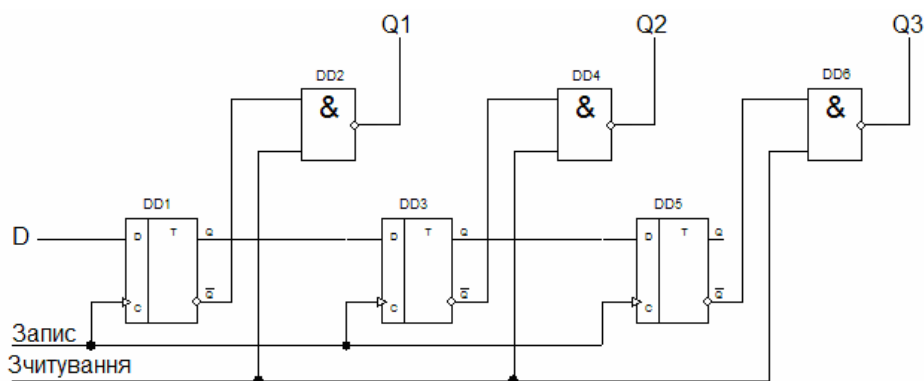 Q1 Q2 Q3
DD2 DD4 DD6
& & &
DD1 DD3 DD5
D D T Q D T Q D T Q
C Q̅ C Q̅ C Q̅
Запис
Зчитування